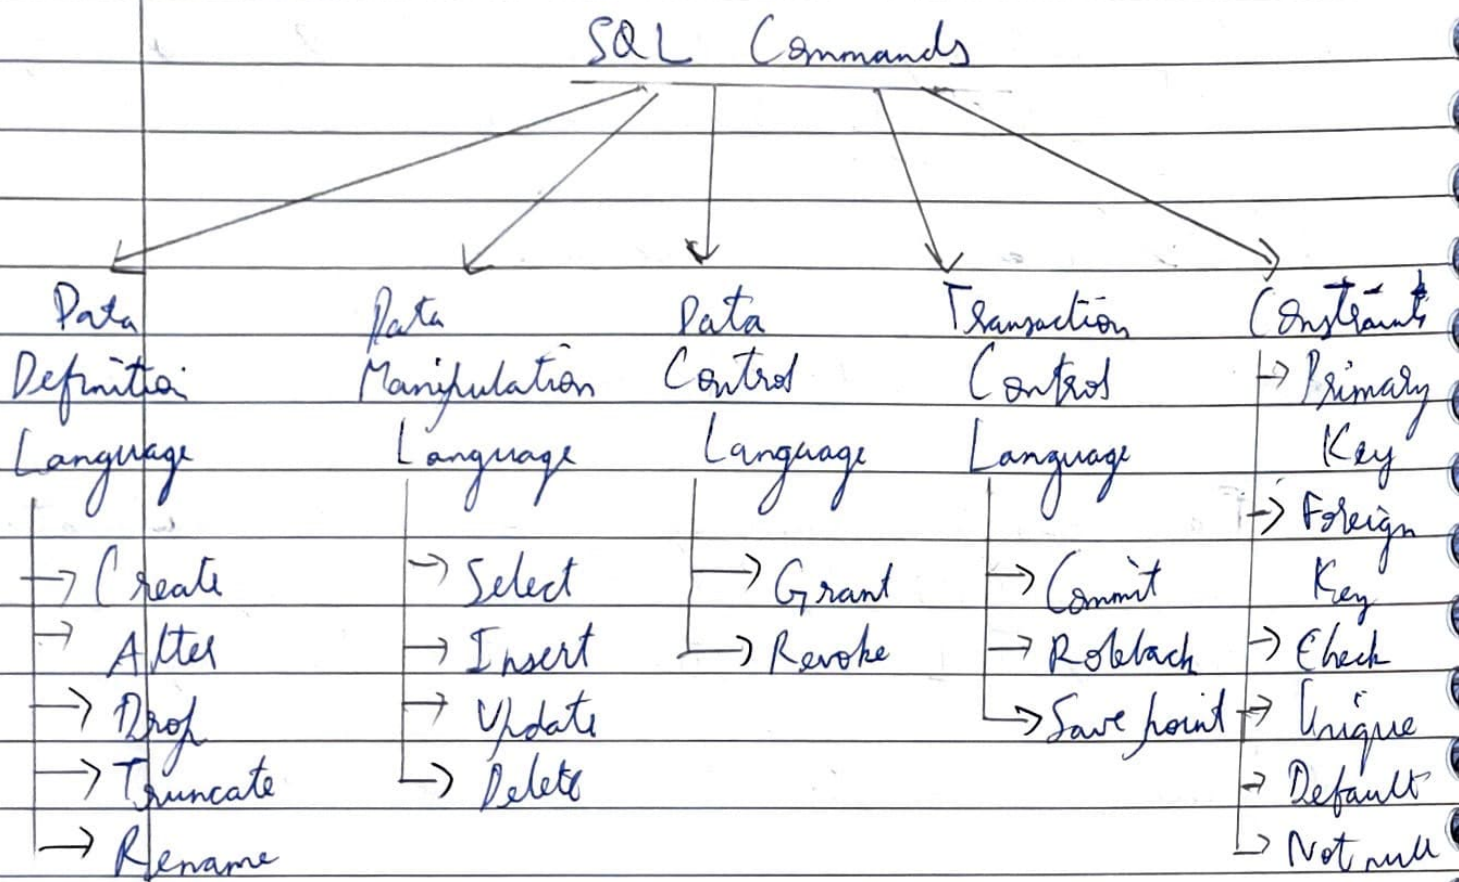 SQL Commands
Data
Definition
Language
Create
Alter
Drop
Truncate
Rename
Data
Manipulation
Language
Select
Insert
Update
Delete
Data
Control
Language
Grant
Revoke
Transaction
Control
Language
Commit
Roleback
Save point
Constraints
Primary
Key
Foreign
Key
Check
Unique
Default
Not null